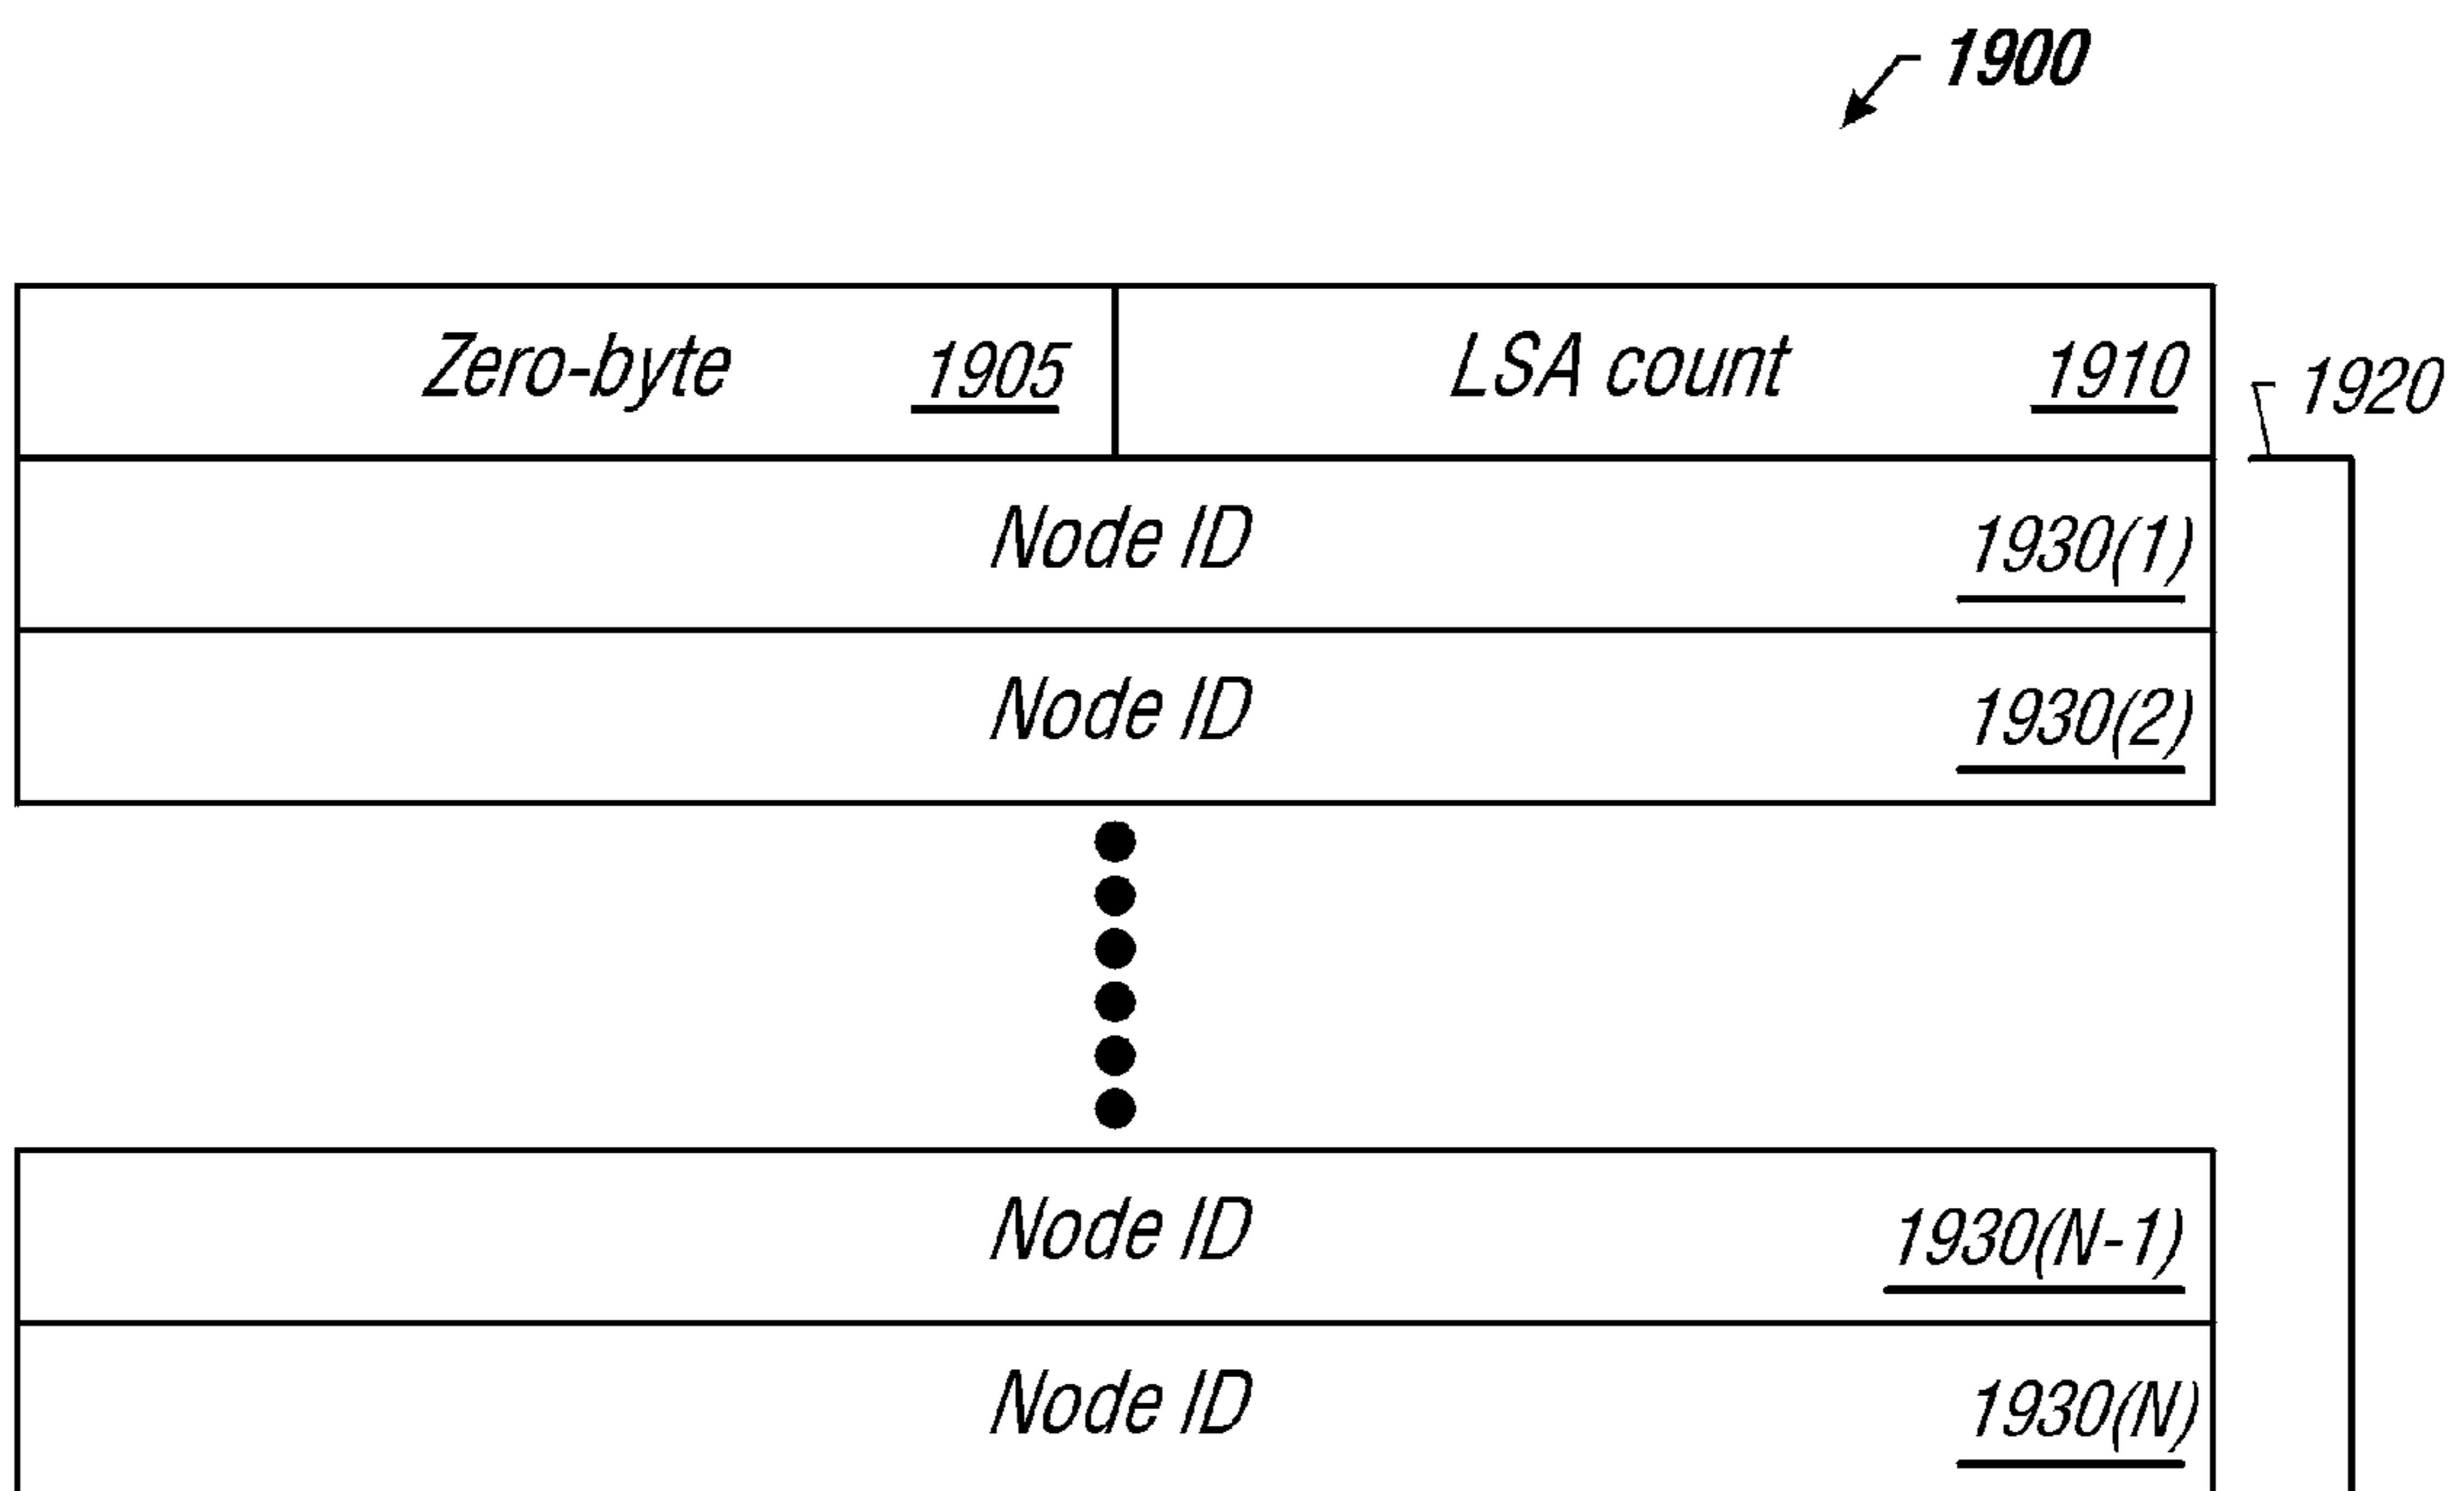 1900
Zero-byte 1905 LSA count 1910
1920
Node ID 1930(1)
Node ID 1930(2)
Node ID 1930(N-1)
Node ID 1930(N)